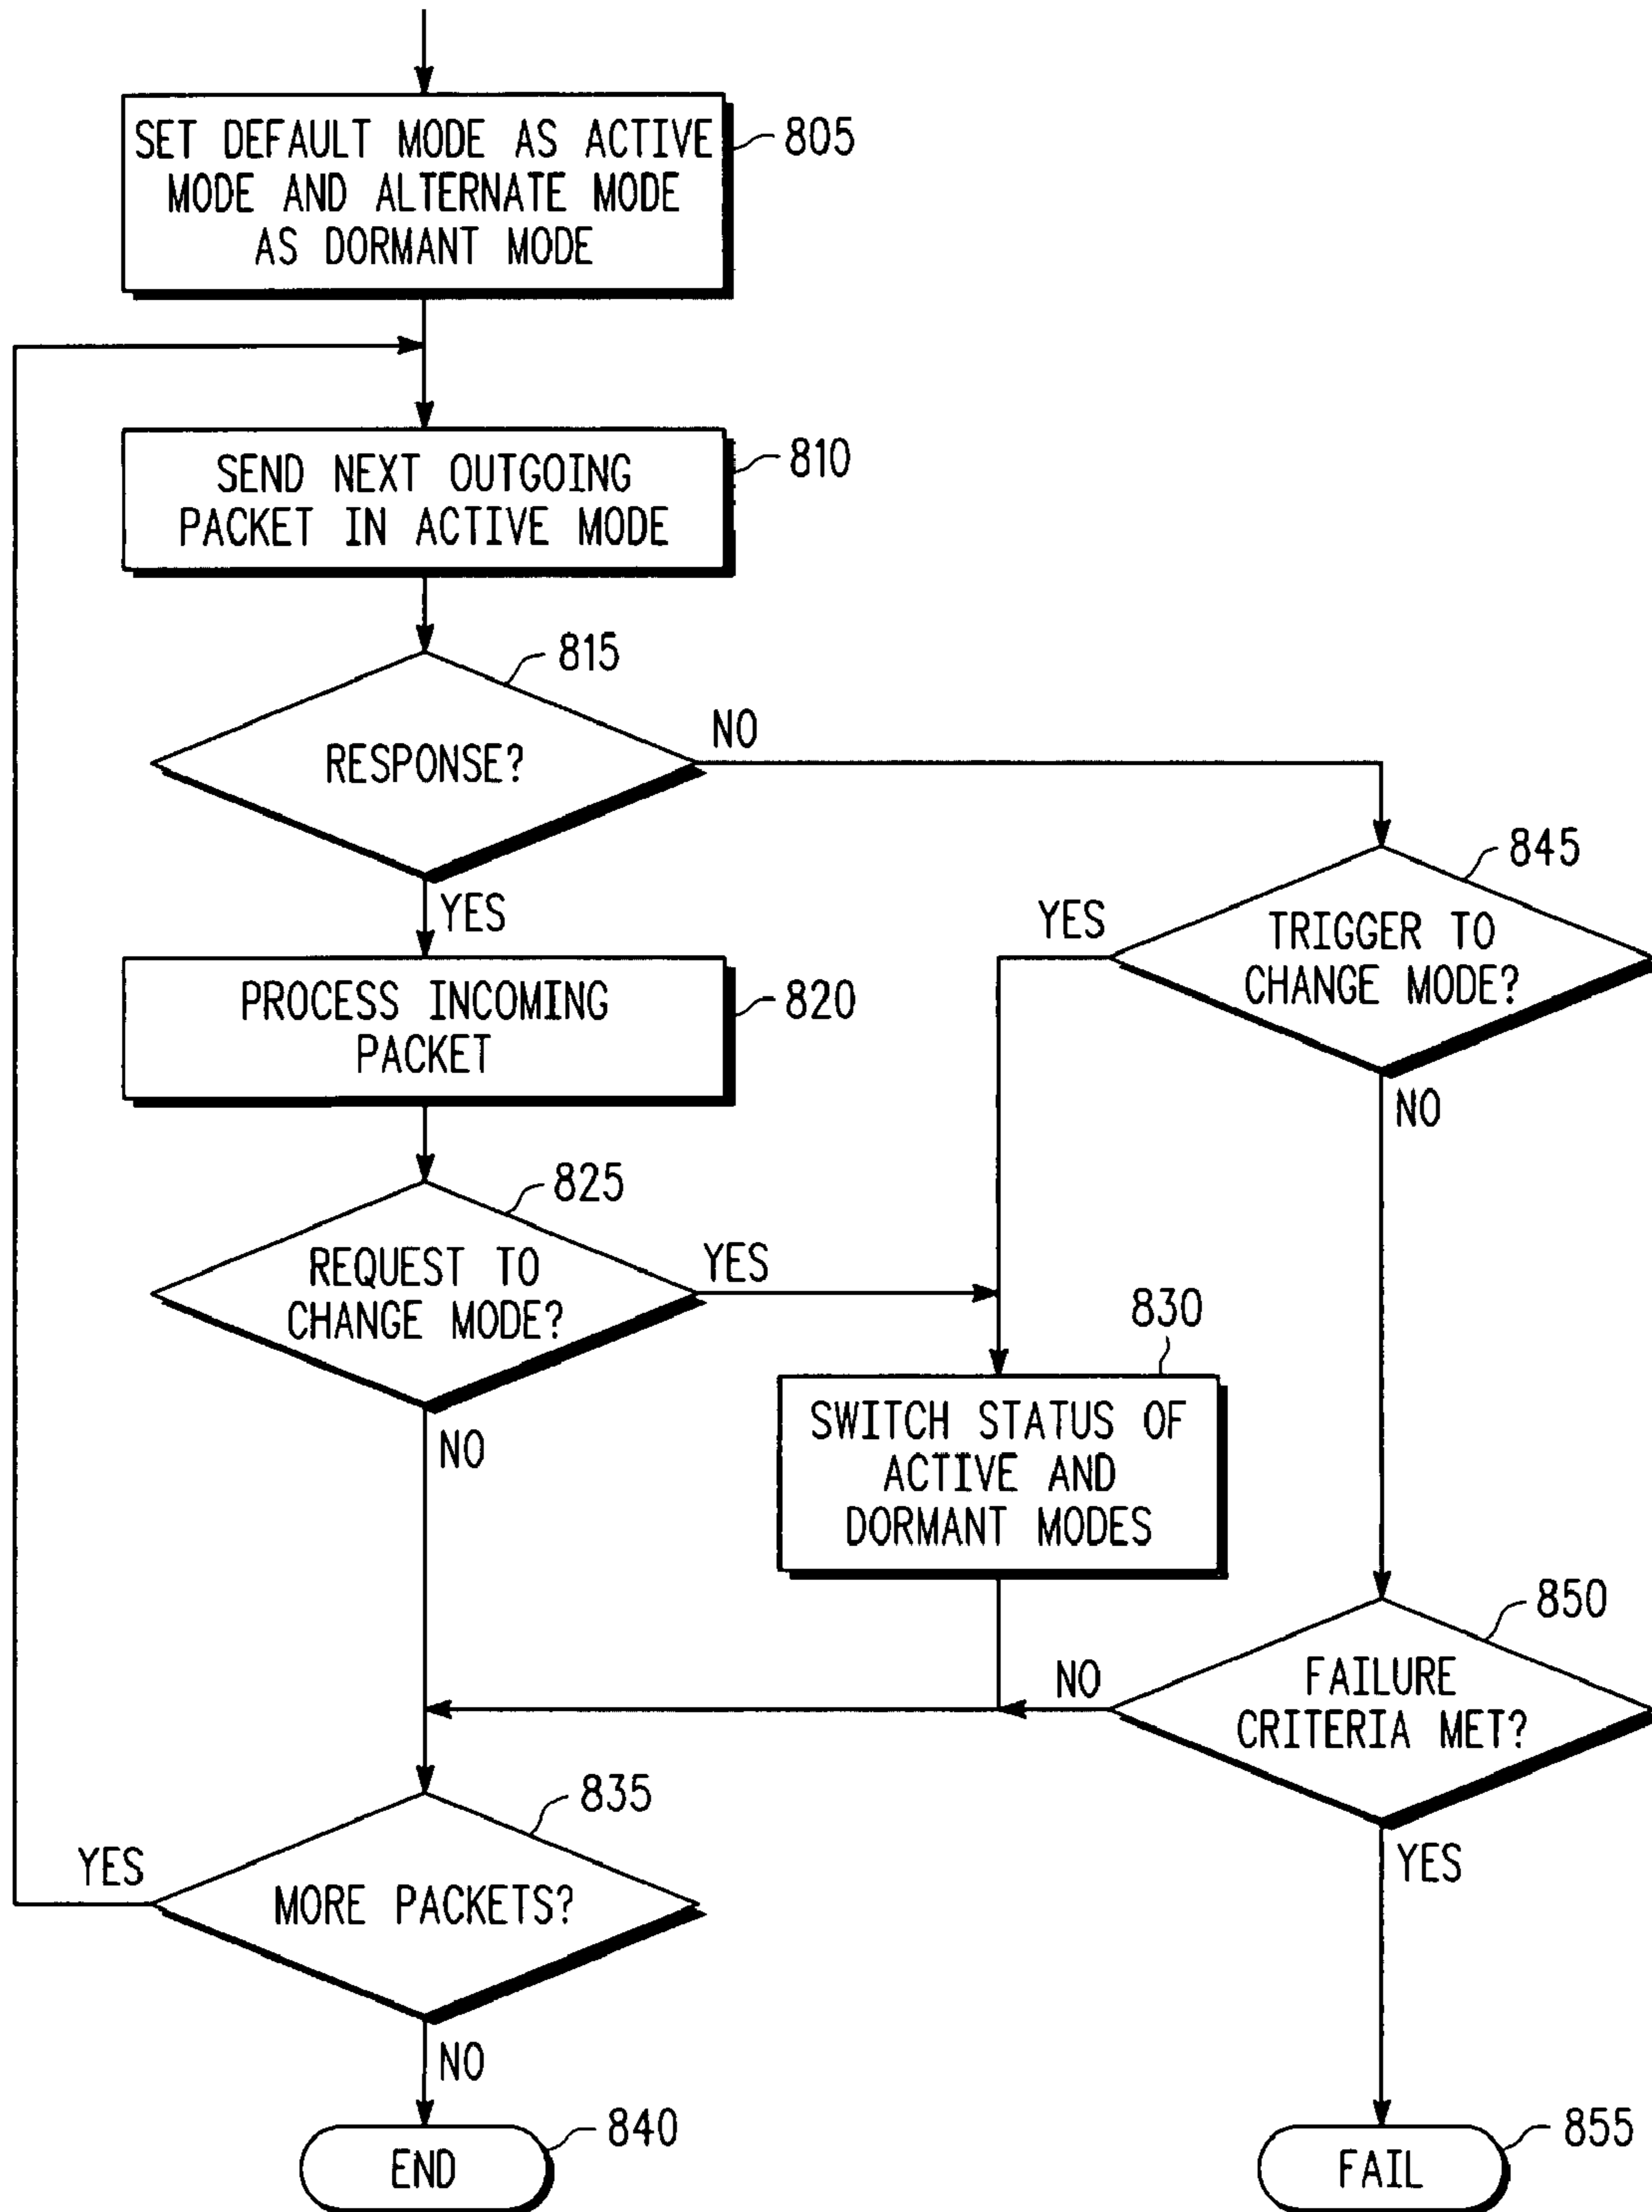 SET DEFAULT MODE AS ACTIVE
MODE AND ALTERNATE MODE
AS DORMANT MODE
805
SEND NEXT OUTGOING
PACKET IN ACTIVE MODE
810
815
RESPONSE?
NO
YES
845
TRIGGER TO
CHANGE MODE?
YES
NO
PROCESS INCOMING
PACKET
820
825
REQUEST TO
CHANGE MODE?
YES
NO
830
SWITCH STATUS OF
ACTIVE AND
DORMANT MODES
850
FAILURE
CRITERIA MET?
NO
YES
835
MORE PACKETS?
YES
NO
END
840
FAIL
855